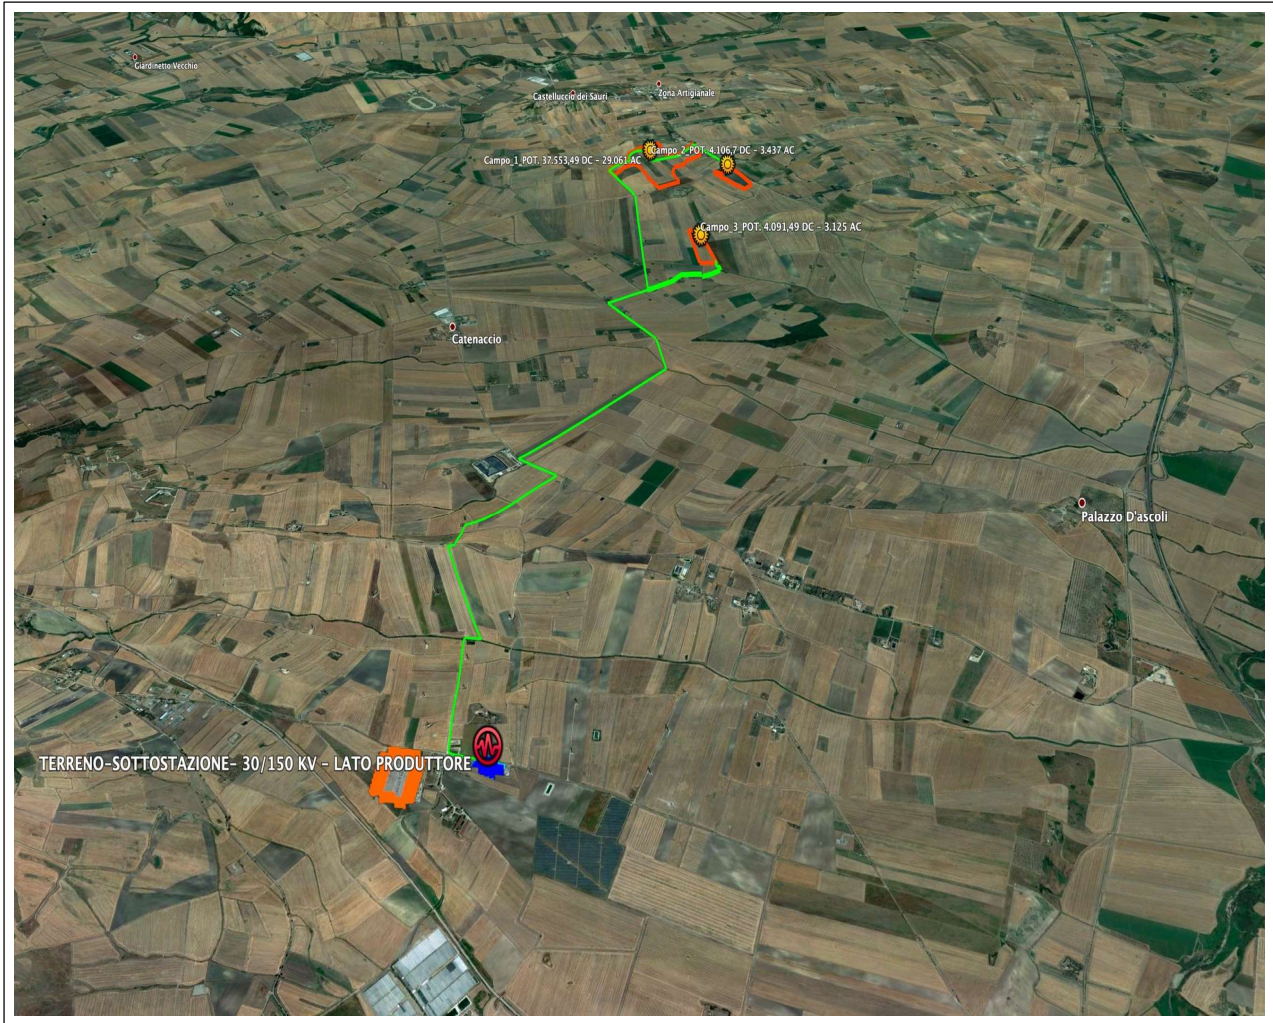 Giardinetto Vecchio
Castelluccio dei Sauri
Zona Artigianale
Campo_1_POT. 37.553,49 DC - 29.061 AC
Campo_2_POT. 4.106,7 DC - 3.437 AC
Campo_3_POT. 4.091,49 DC - 3.125 AC
Catenaccio
Palazzo D'ascoli
TERRENO-SOTTOSTAZIONE- 30/150 KV - LATO PRODUTTORE